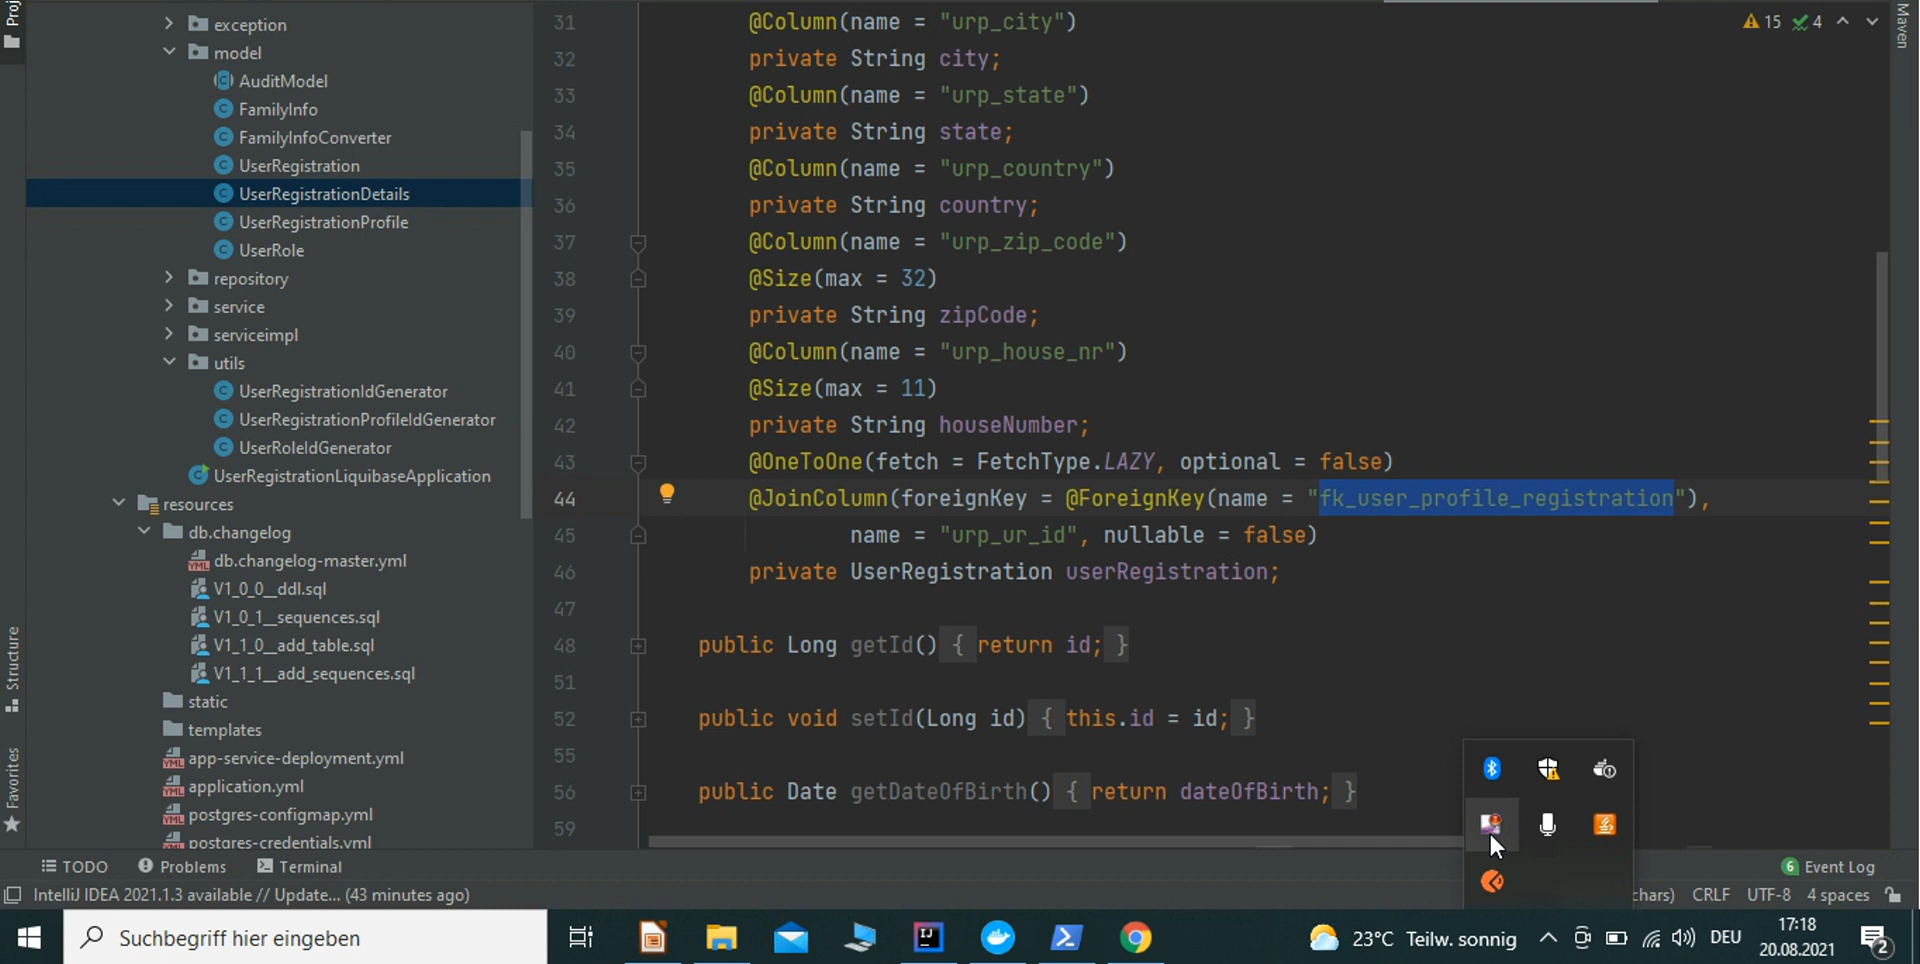 Proj
exception
model
AuditModel
FamilyInfo
FamilyInfoConverter
UserRegistration
UserRegistrationDetails
UserRegistrationProfile
UserRole
repository
service
serviceimpl
utils
UserRegistrationIdGenerator
UserRegistrationProfileIdGenerator
UserRoleIdGenerator
UserRegistrationLiquibaseApplication
resources
db.changelog
db.changelog-master.yml
V1_0_0__ddl.sql
V1_0_1__sequences.sql
V1_1_0__add_table.sql
V1_1_1__add_sequences.sql
static
templates
app-service-deployment.yml
application.yml
postgres-configmap.yml
postgres-credentials.yml
Structure
Favorites
31 @Column(name = "urp_city")
32 private String city;
33 @Column(name = "urp_state")
34 private String state;
35 @Column(name = "urp_country")
36 private String country;
37 @Column(name = "urp_zip_code")
38 @Size(max = 32)
39 private String zipCode;
40 @Column(name = "urp_house_nr")
41 @Size(max = 11)
42 private String houseNumber;
43 @OneToOne(fetch = FetchType.LAZY, optional = false)
44 @JoinColumn(foreignKey = @ForeignKey(name = "fk_user_profile_registration"),
45 name = "urp_ur_id", nullable = false)
46 private UserRegistration userRegistration;
47
48 public Long getId() { return id; }
51
52 public void setId(Long id) { this.id = id; }
55
56 public Date getDateOfBirth() { return dateOfBirth; }
59
15 4
Maven
TODO Problems Terminal
6 Event Log
IntelliJ IDEA 2021.1.3 available // Update... (43 minutes ago)
chars) CRLF UTF-8 4 spaces
Suchbegriff hier eingeben
23°C Teilw. sonnig
DEU
17:18
20.08.2021
2